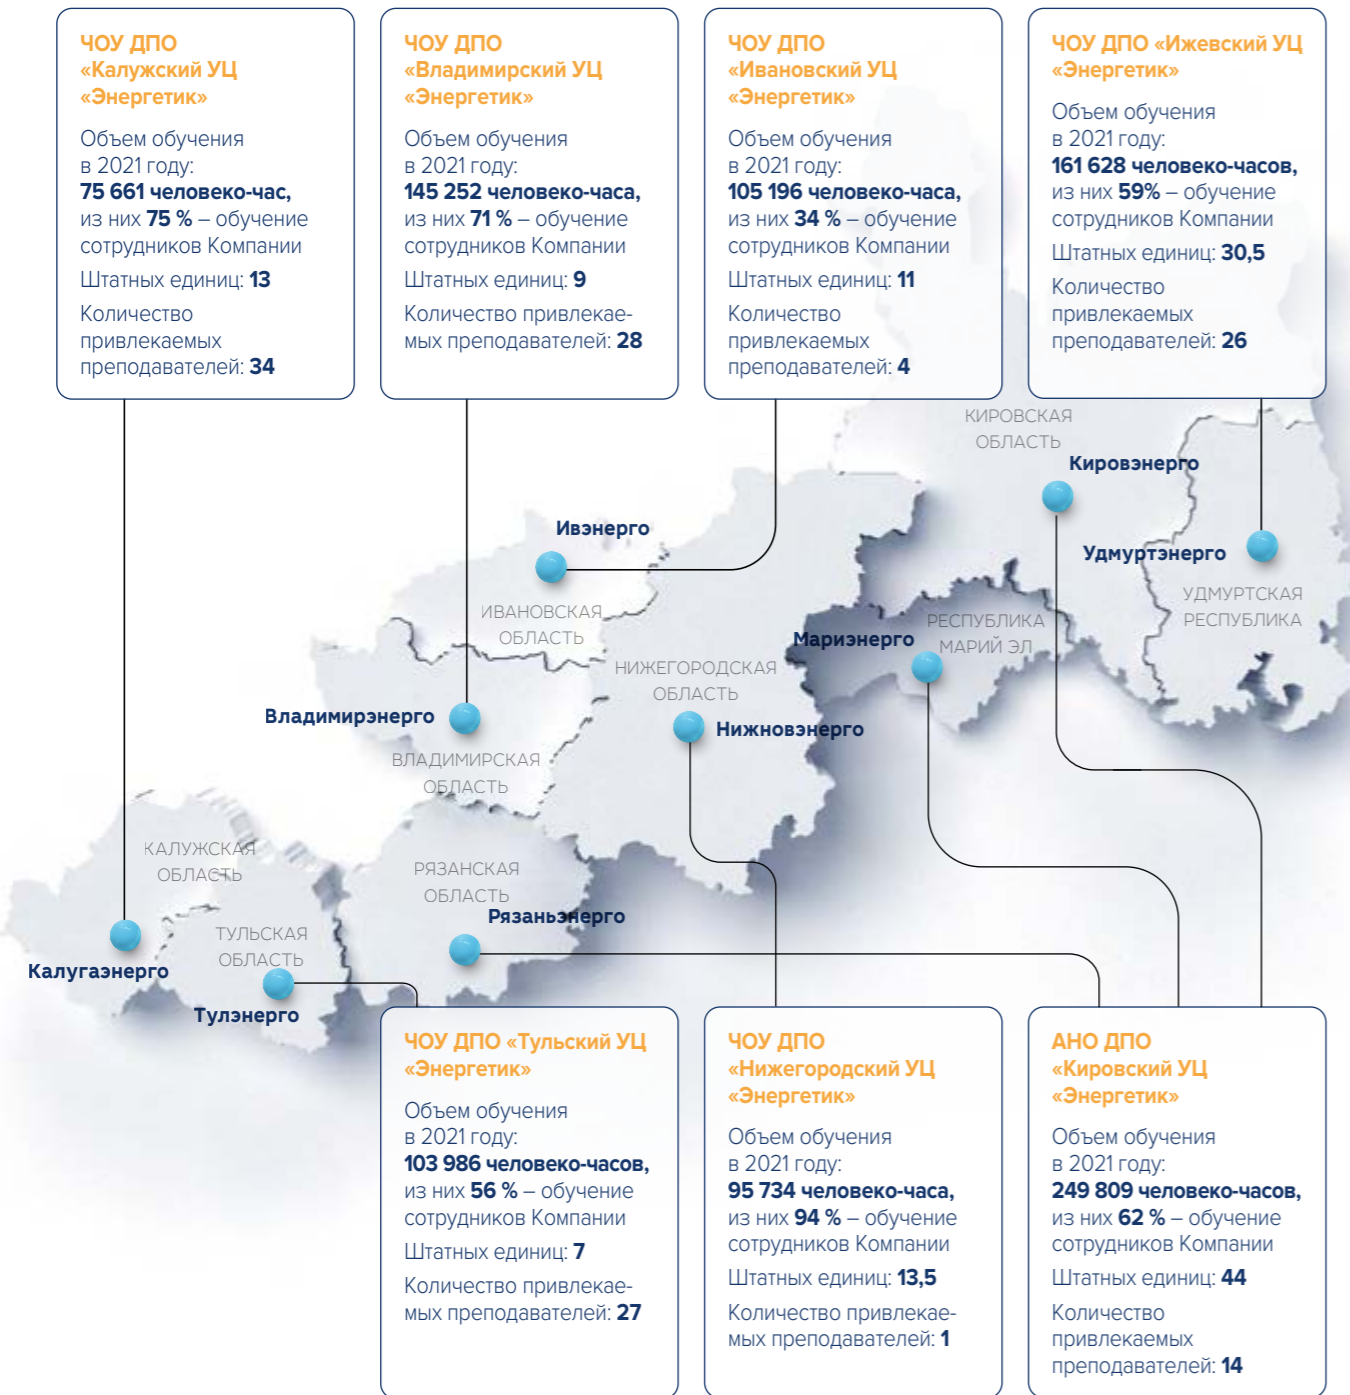 ЧОУ ДПО
«Калужский УЦ
«Энергетик»
Объем обучения
в 2021 году:
75 661 человеко-час,
из них 75 % – обучение
сотрудников Компании
Штатных единиц: 13
Количество
привлекаемых
преподавателей: 34
ЧОУ ДПО
«Владимирский УЦ
«Энергетик»
Объем обучения
в 2021 году:
145 252 человеко-часа,
из них 71 % – обучение
сотрудников Компании
Штатных единиц: 9
Количество привлекае-
мых преподавателей: 28
ЧОУ ДПО
«Ивановский УЦ
«Энергетик»
Объем обучения
в 2021 году:
105 196 человеко-часа,
из них 34 % – обучение
сотрудников Компании
Штатных единиц: 11
Количество
привлекаемых
преподавателей: 4
ЧОУ ДПО «Ижевский УЦ
«Энергетик»
Объем обучения
в 2021 году:
161 628 человеко-часов,
из них 59% – обучение
сотрудников Компании
Штатных единиц: 30,5
Количество
привлекаемых
преподавателей: 26
КИРОВСКАЯ
ОБЛАСТЬ
Кировэнерго
Ивэнерго
Удмуртэнерго
УДМУРТСКАЯ
РЕСПУБЛИКА
ИВАНОВСКАЯ
ОБЛАСТЬ
Мариэнерго
РЕСПУБЛИКА
МАРИЙ ЭЛ
НИЖЕГОРОДСКАЯ
ОБЛАСТЬ
Владимирэнерго
Нижновэнерго
ВЛАДИМИРСКАЯ
ОБЛАСТЬ
КАЛУЖСКАЯ
ОБЛАСТЬ
РЯЗАНСКАЯ
ОБЛАСТЬ
Рязаньэнерго
ТУЛЬСКАЯ
ОБЛАСТЬ
Калугаэнерго
Тулэнерго
ЧОУ ДПО «Тульский УЦ
«Энергетик»
Объем обучения
в 2021 году:
103 986 человеко-часов,
из них 56 % – обучение
сотрудников Компании
Штатных единиц: 7
Количество привлекае-
мых преподавателей: 27
ЧОУ ДПО
«Нижегородский УЦ
«Энергетик»
Объем обучения
в 2021 году:
95 734 человеко-часа,
из них 94 % – обучение
сотрудников Компании
Штатных единиц: 13,5
Количество привлекае-
мых преподавателей: 1
АНО ДПО
«Кировский УЦ
«Энергетик»
Объем обучения
в 2021 году:
249 809 человеко-часов,
из них 62 % – обучение
сотрудников Компании
Штатных единиц: 44
Количество
привлекаемых
преподавателей: 14